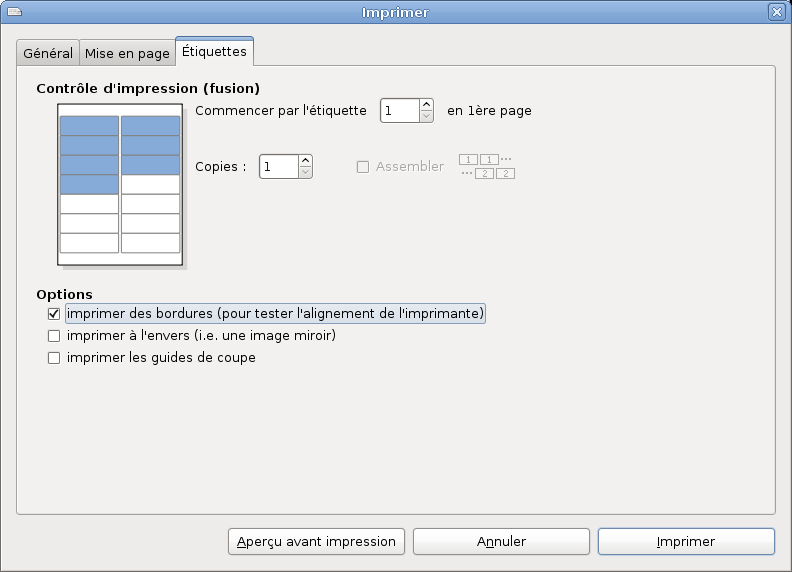 Imprimer
Général Mise en page Étiquettes
Contrôle d'impression (fusion)
Commencer par l'étiquette 1 en 1ère page
Copies : 1 Assembler 1 1 ...
... 2 2
Options
imprimer des bordures (pour tester l'alignement de l'imprimante)
imprimer à l'envers (i.e. une image miroir)
imprimer les guides de coupe
Aperçu avant impression Annuler Imprimer